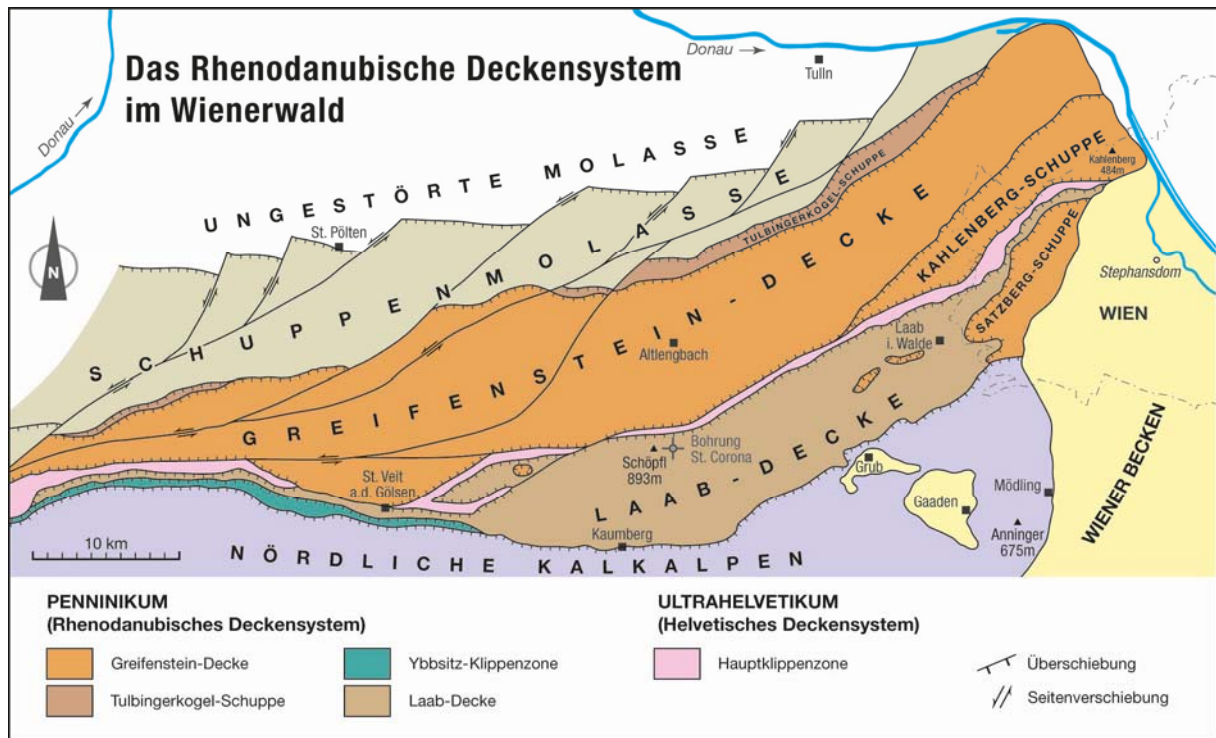 Das Rhenodanubische Deckensystem
im Wienerwald
Donau
Donau
Tulln
UNGESTÖRTE MOLASSE
St. Pölten
N
SCHUPPENMOLASSE
TULBINGERKOGEL-SCHUPPE
GREIFENSTEIN-DECKE
KAHLENBERG-SCHUPPE
Kahlenberg
484m
SATZBERG-SCHUPPE
Stephansdom
WIEN
Altlengbach
Laab
i. Walde
Bohrung
St. Corona
Schöpfl
893m
St. Veit
a.d. Gölsen
LAAB-DECKE
Grub
Gaaden
Mödling
Anninger
675m
WIENER BECKEN
Kaumberg
10 km
NÖRDLICHE KALKALPEN
PENNINIKUM
(Rhenodanubisches Deckensystem)
Greifenstein-Decke
Tulbingerkogel-Schuppe
Ybbsitz-Klippenzone
Laab-Decke
ULTRAHELVETIKUM
(Helvetisches Deckensystem)
Hauptklippenzone
Überschiebung
Seitenverschiebung